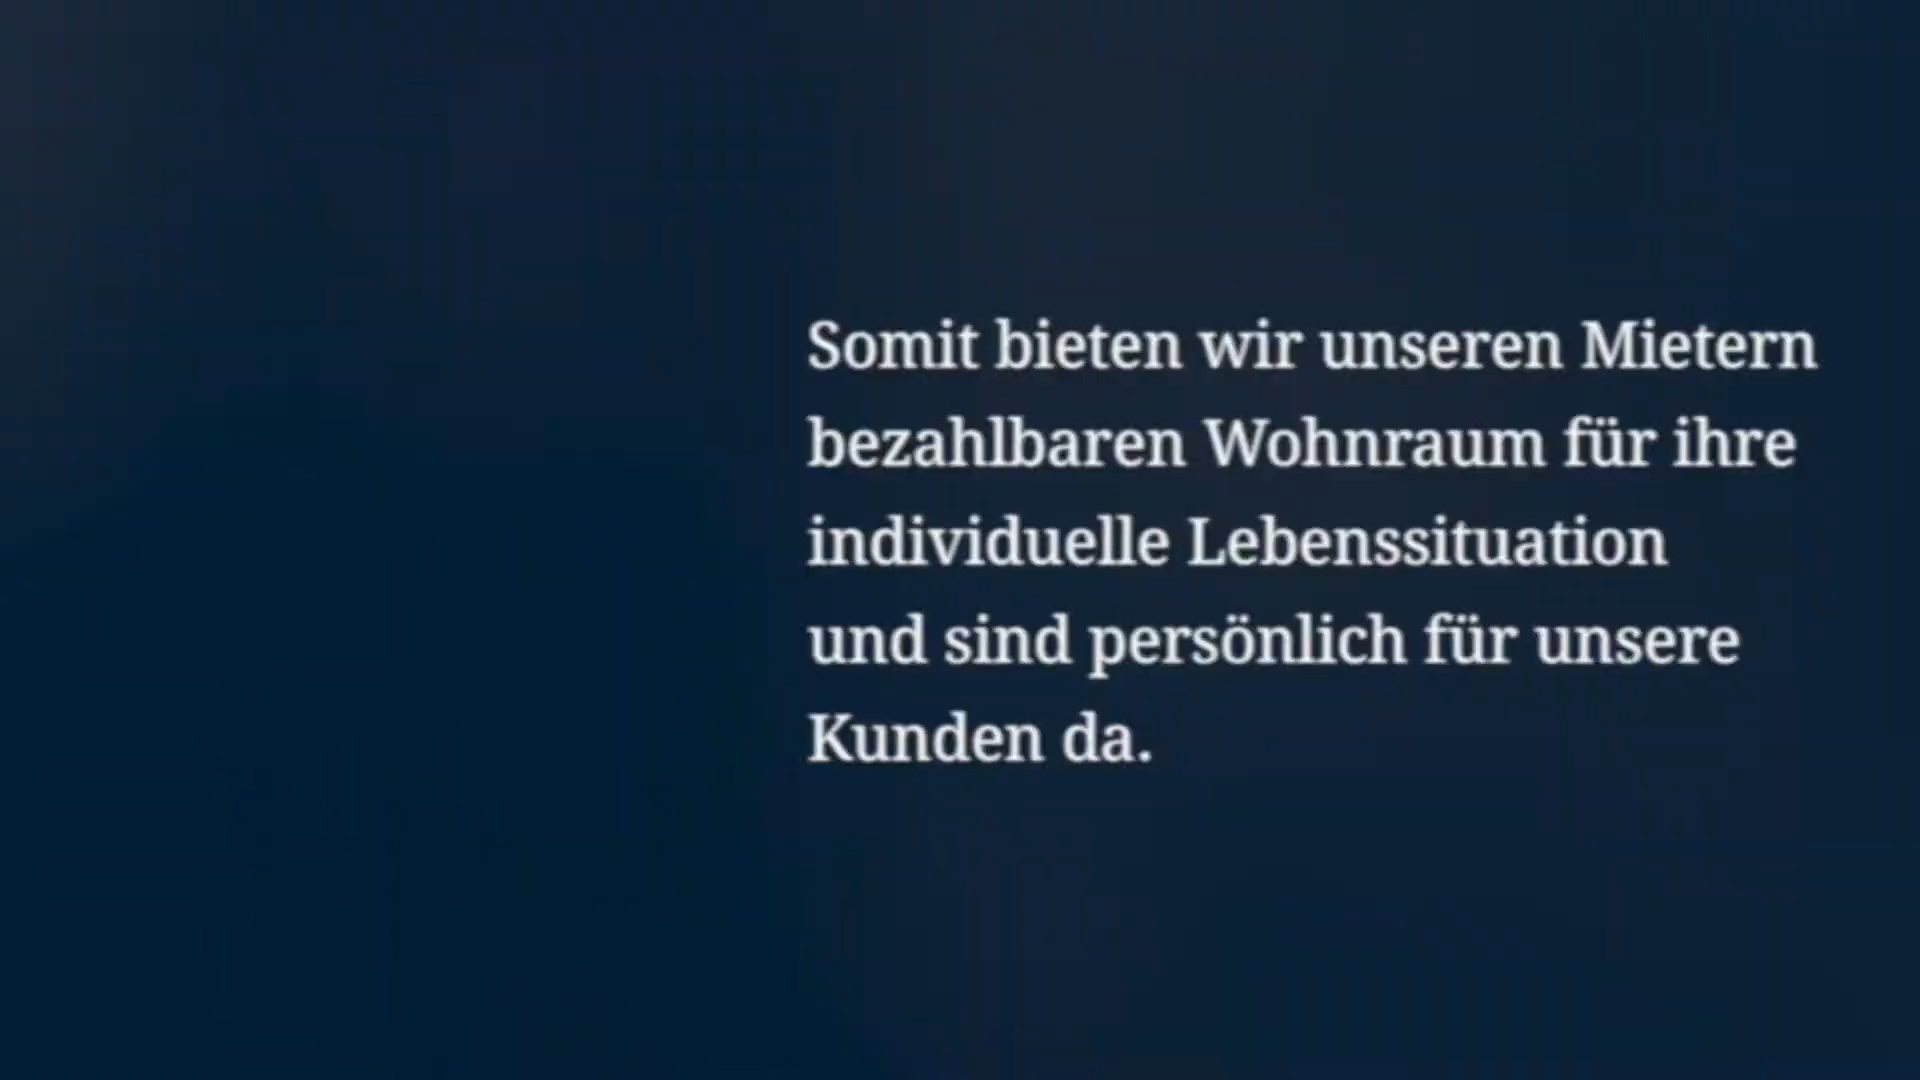 Somit bieten wir unseren Mietern
bezahlbaren Wohnraum für ihre
individuelle Lebenssituation
und sind persönlich für unsere
Kunden da.